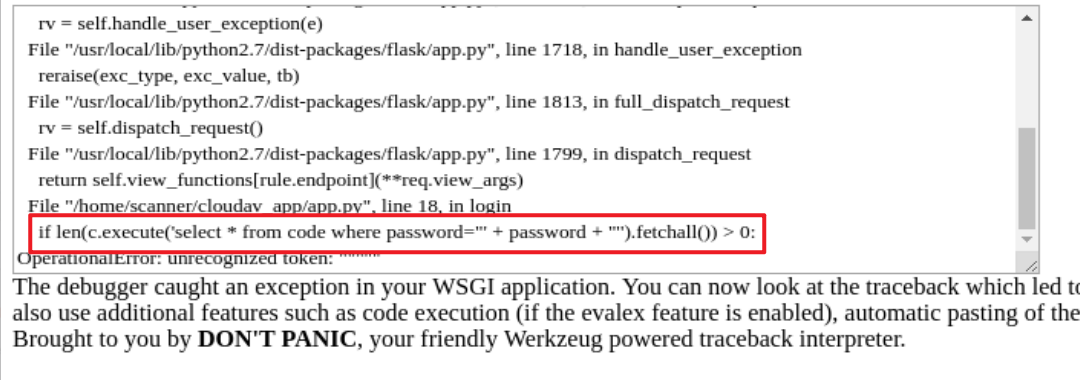 rv = self.handle_user_exception(e)
File "/usr/local/lib/python2.7/dist-packages/flask/app.py", line 1718, in handle_user_exception
reraise(exc_type, exc_value, tb)
File "/usr/local/lib/python2.7/dist-packages/flask/app.py", line 1813, in full_dispatch_request
rv = self.dispatch_request()
File "/usr/local/lib/python2.7/dist-packages/flask/app.py", line 1799, in dispatch_request
return self.view_functions[rule.endpoint](**req.view_args)
File "/home/scanner/cloudav_app/app.py", line 18, in login
if len(c.execute('select * from code where password="' + password + '"').fetchall()) > 0:
OperationalError: unrecognized token:
The debugger caught an exception in your WSGI application. You can now look at the traceback which led to
also use additional features such as code execution (if the evalex feature is enabled), automatic pasting of the
Brought to you by DON'T PANIC, your friendly Werkzeug powered traceback interpreter.